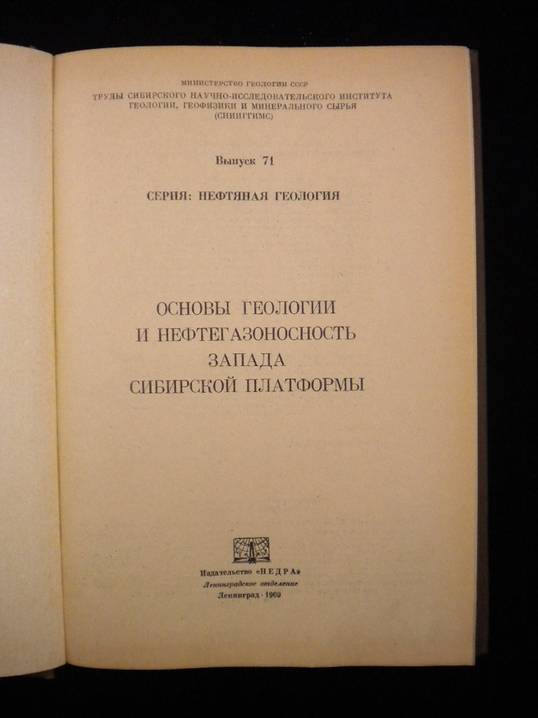 МИНИСТЕРСТВО ГЕОЛОГИИ СССР
ТРУДЫ СИБИРСКОГО НАУЧНО-ИССЛЕДОВАТЕЛЬСКОГО ИНСТИТУТА
ГЕОЛОГИИ, ГЕОФИЗИКИ И МИНЕРАЛЬНОГО СЫРЬЯ
(СНИИГГИМС)
Выпуск 71
СЕРИЯ: НЕФТЯНАЯ ГЕОЛОГИЯ
ОСНОВЫ ГЕОЛОГИИ
И НЕФТЕГАЗОНОСНОСТЬ
ЗАПАДА
СИБИРСКОЙ ПЛАТФОРМЫ
Издательство «НЕДРА»
Ленинградское отделение
Ленинград · 1969